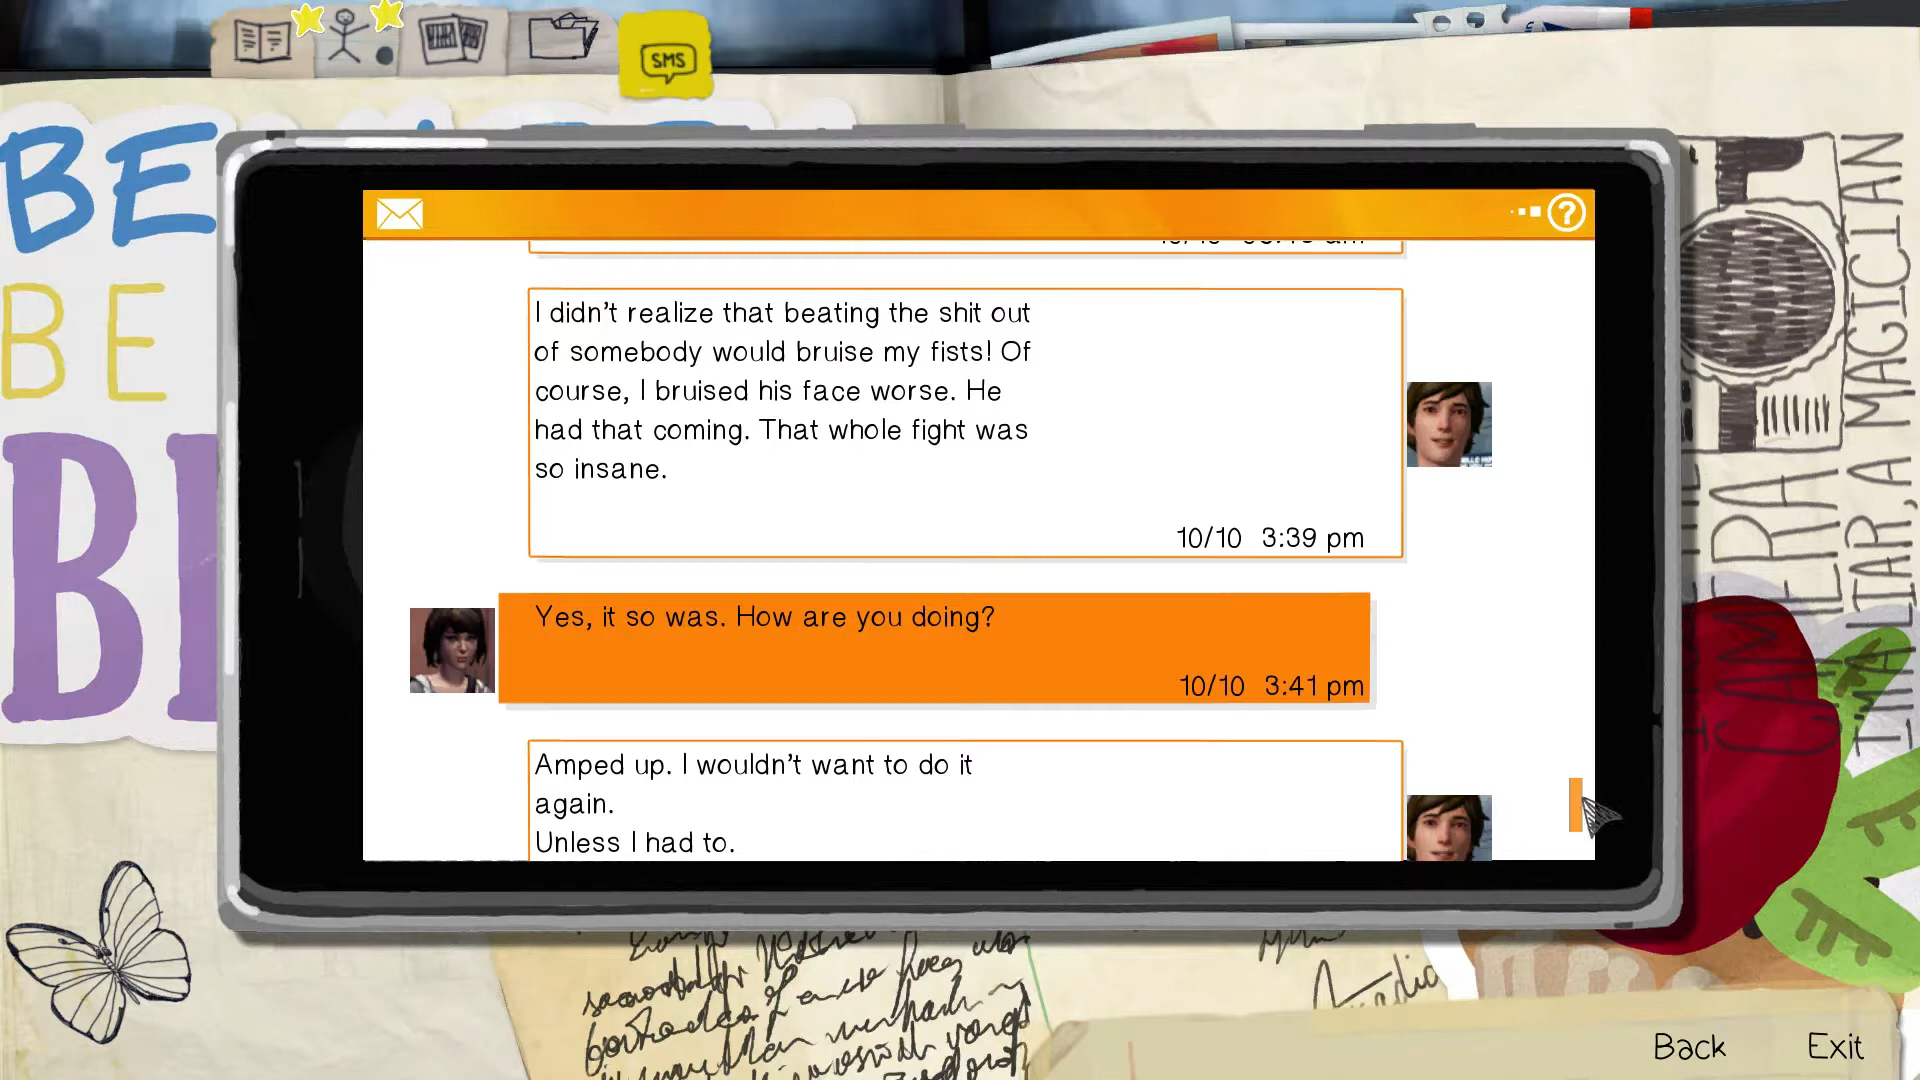 SMS
BE
BE
I didn't realize that beating the shit out
of somebody would bruise my fists! Of
course, I bruised his face worse. He
had that coming. That whole fight was
so insane.
10/10 3:39 pm
Yes, it so was. How are you doing?
10/10 3:41 pm
Amped up. I wouldn't want to do it
again.
Unless I had to.
CAMERA
FAMILIAR, A MAGICIAN
Back Exit